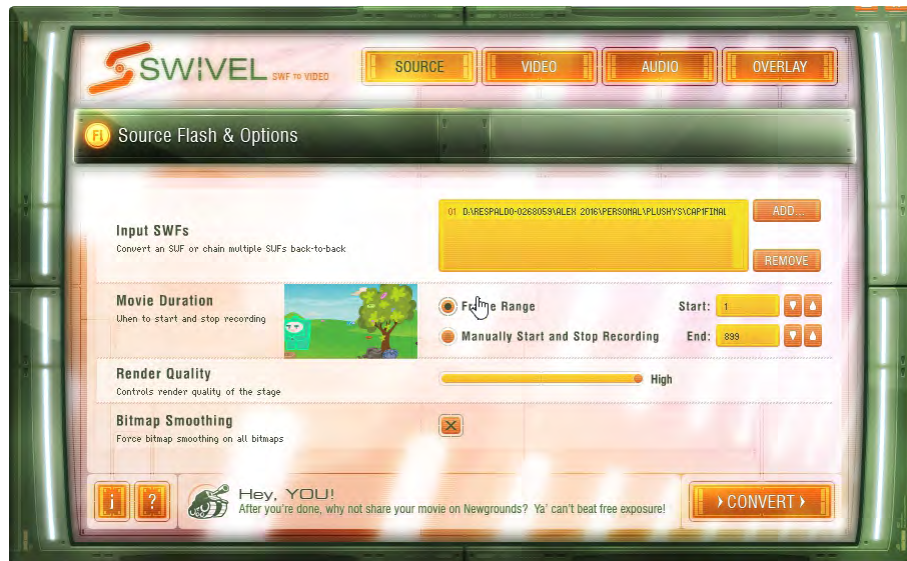 SWIVEL SWF TO VIDEO
SOURCE
VIDEO
AUDIO
OVERLAY
Fl Source Flash & Options
Input SWFs
Convert an SWF or chain multiple SWFs back-to-back
01 D:\RESPALDO-0268059\ALEX 2016\PERSONAL\PLUSHYS\CAP1FINAL
ADD...
REMOVE
Movie Duration
When to start and stop recording
Frame Range
Start: 1
Manually Start and Stop Recording
End: 899
Render Quality
Controls render quality of the stage
High
Bitmap Smoothing
Force bitmap smoothing on all bitmaps
i
?
Hey, YOU!
After you're done, why not share your movie on Newgrounds? Ya' can't beat free exposure!
CONVERT